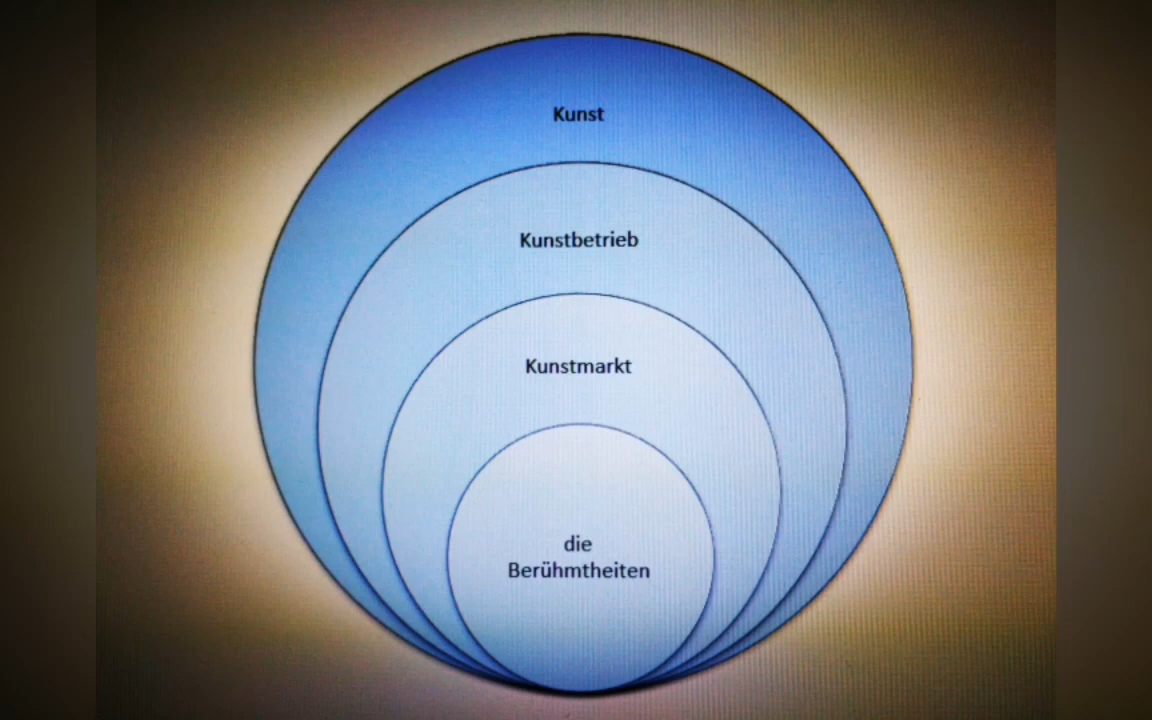 Kunst
Kunstbetrieb
Kunstmarkt
die
Berühmtheiten